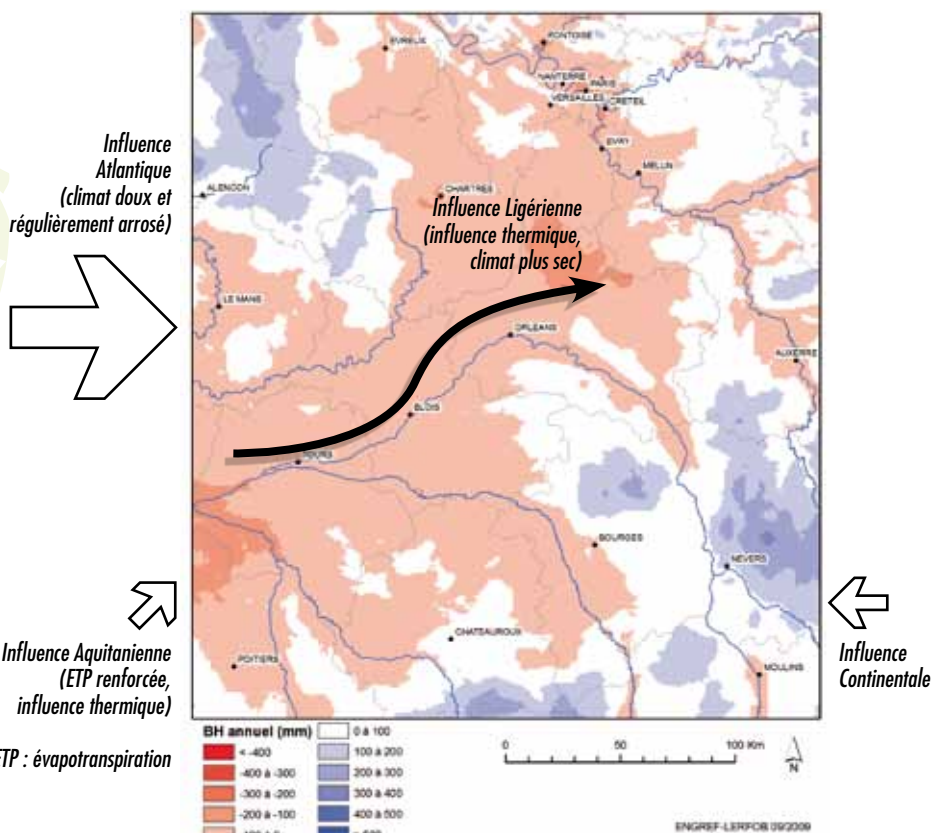 EVREUX
PONTOISE
NANTERRE
PARIS
VERSAILLES
CRETEIL
EVRY
MELUN
Influence
Atlantique
(climat doux et
régulièrement arrosé)
ALENCON
CHARTRES
Influence Ligérienne
(influence thermique,
climat plus sec)
LE MANS
ORLEANS
AUXERRE
BLOIS
TOURS
BOURGES
NEVERS
CHATEAUROUX
POITIERS
MOULINS
Influence Aquitanienne
(ETP renforcée,
influence thermique)
Influence
Continentale
ETP : évapotranspiration
BH annuel (mm)
< -400
-400 à -300
-300 à -200
-200 à -100
0 à 100
100 à 200
200 à 300
300 à 400
400 à 500
0 50 100 Km
N
ENGREF-LERFOB 09/2009